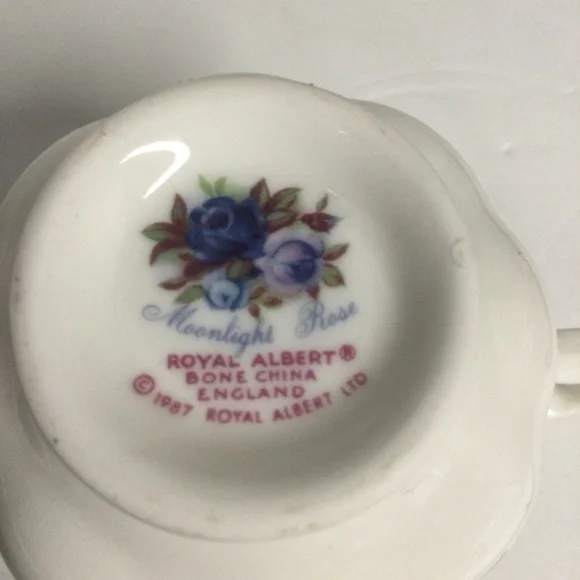 Moonlight Rose
ROYAL ALBERT®
BONE CHINA
ENGLAND
© 1987 ROYAL ALBERT LTD